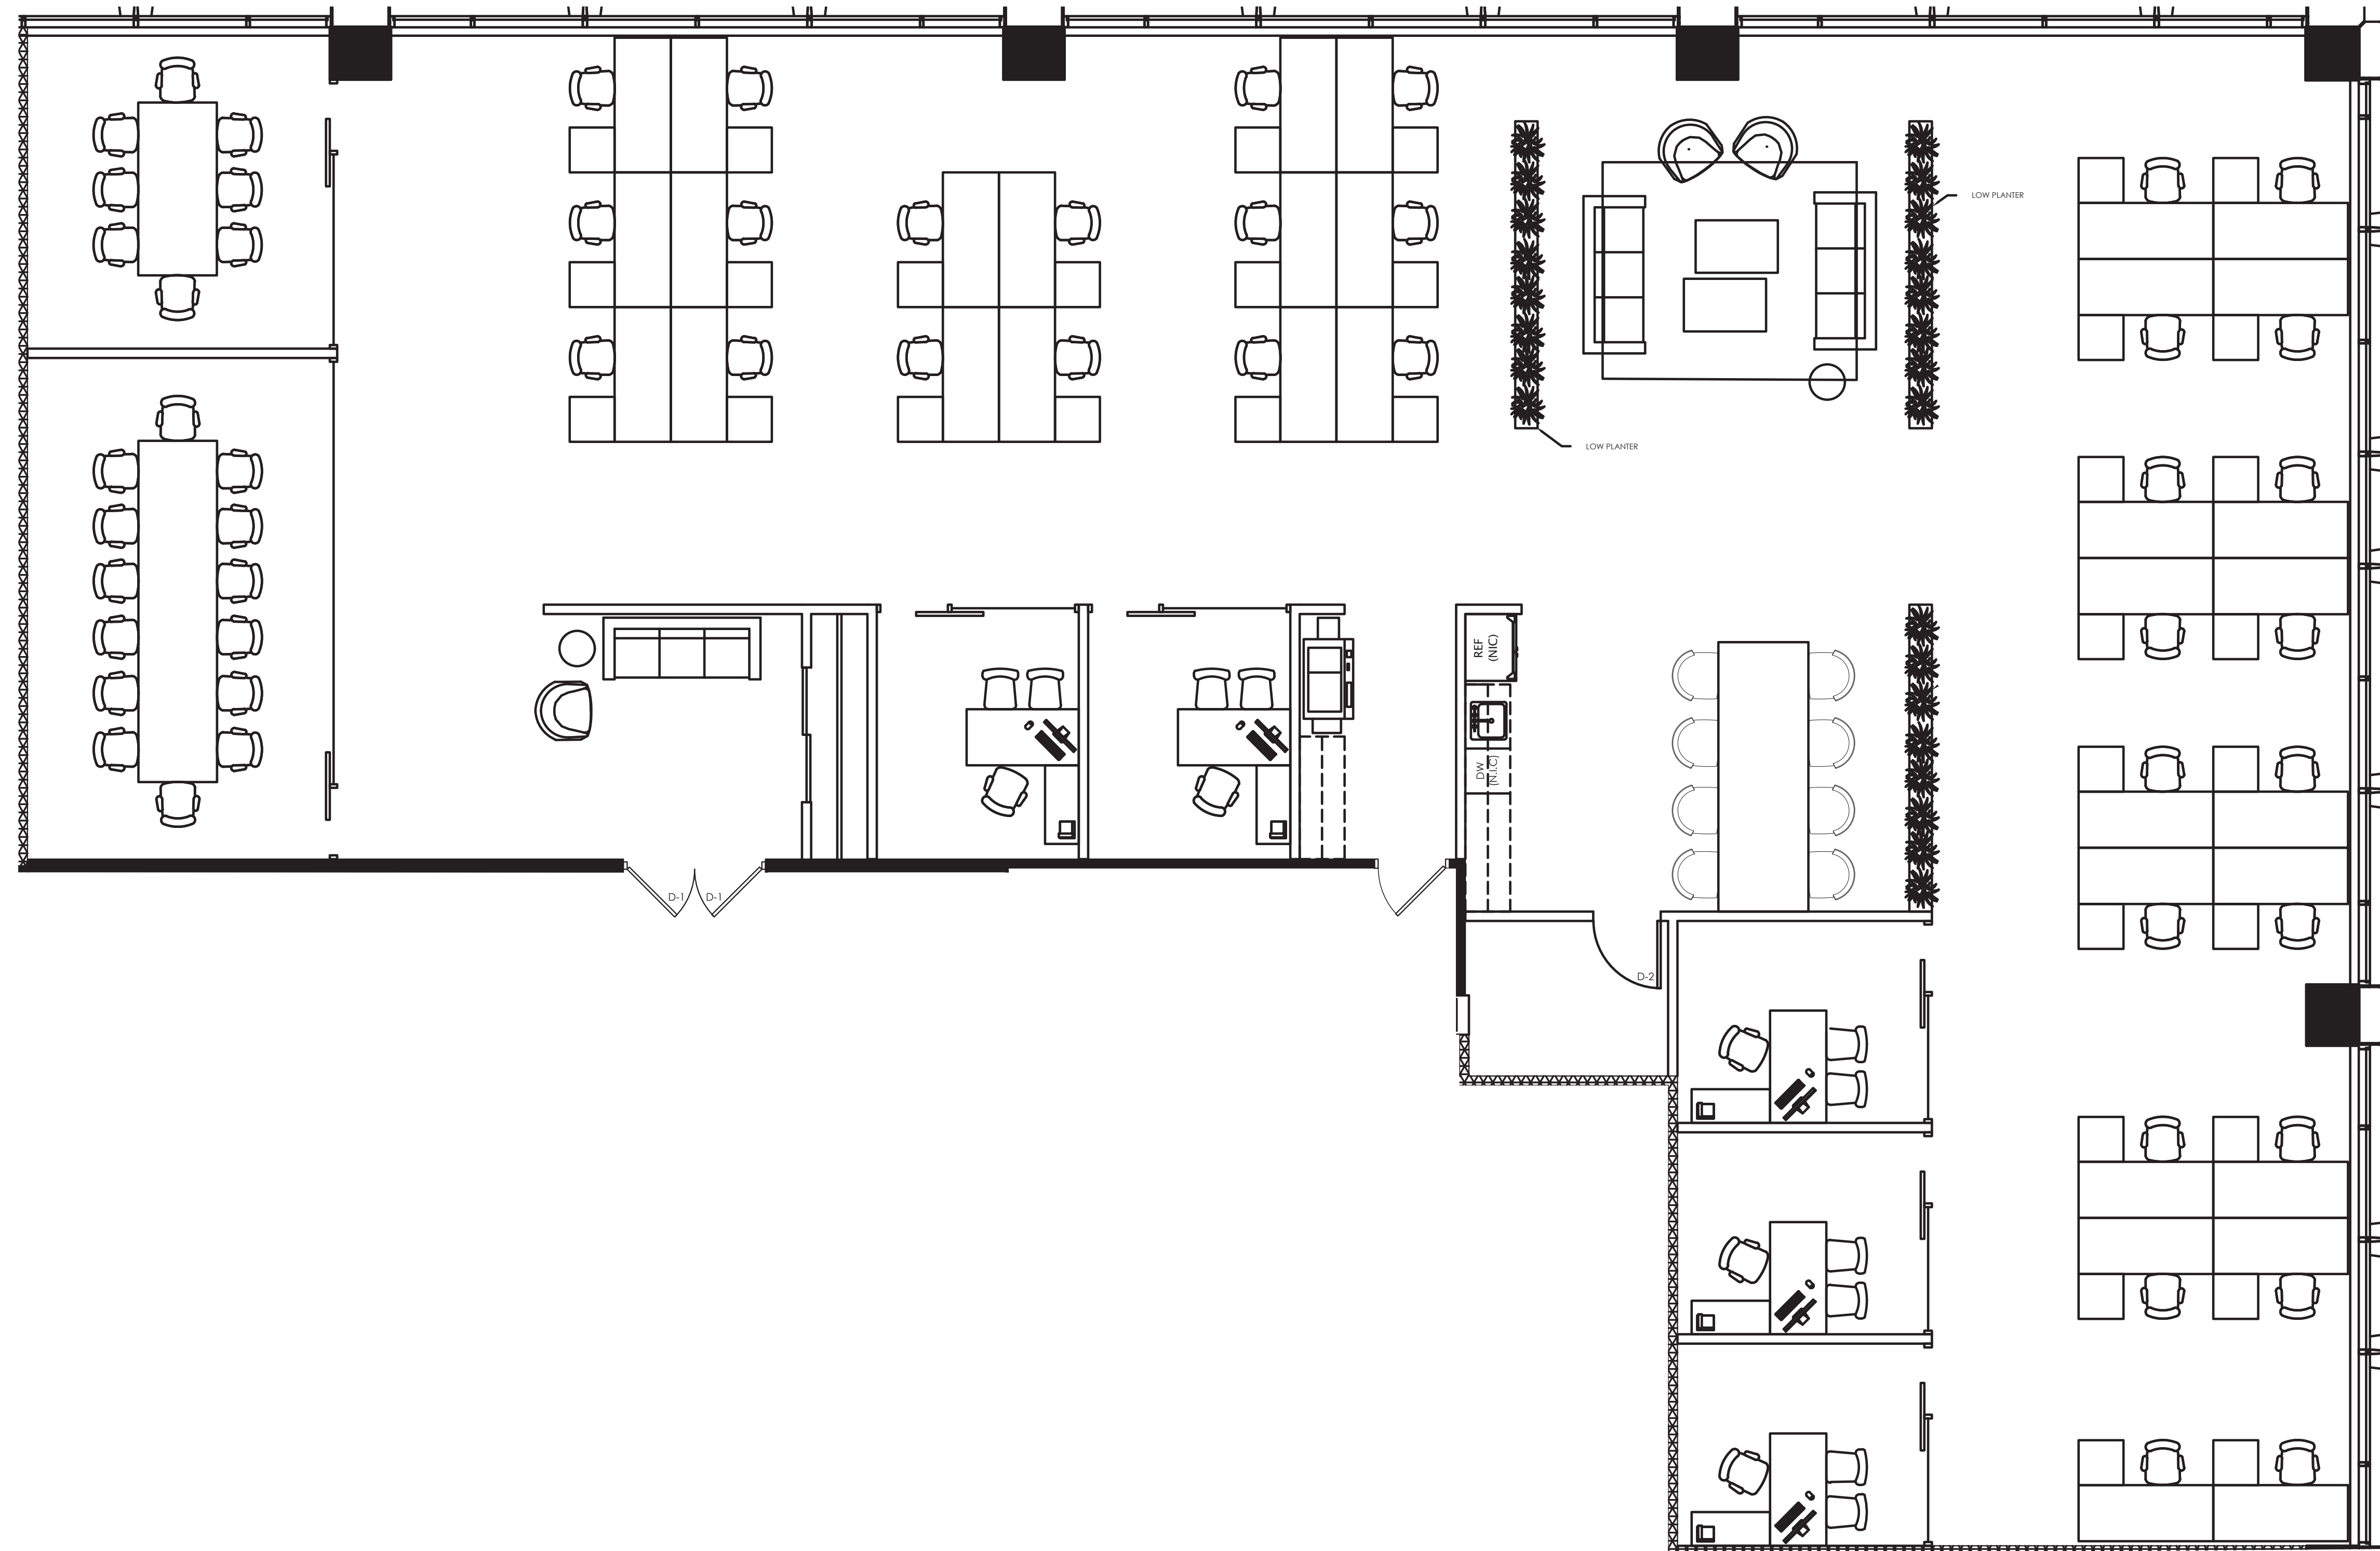 LOW PLANTER
LOW PLANTER
REF
(NIC)
DW
(N.I.C)
D-1
D-1
D-2